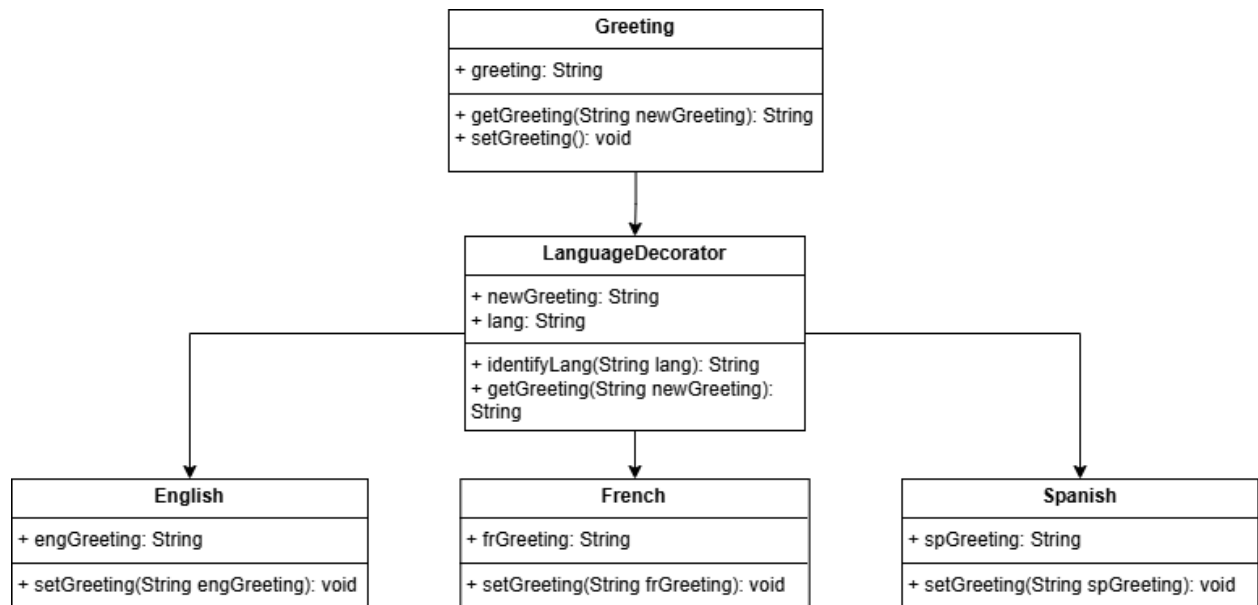 Greeting
+ greeting: String
+ getGreeting(String newGreeting): String
+ setGreeting(): void
LanguageDecorator
+ newGreeting: String
+ lang: String
+ identifyLang(String lang): String
+ getGreeting(String newGreeting):
String
English
+ engGreeting: String
+ setGreeting(String engGreeting): void
French
+ frGreeting: String
+ setGreeting(String frGreeting): void
Spanish
+ spGreeting: String
+ setGreeting(String spGreeting): void